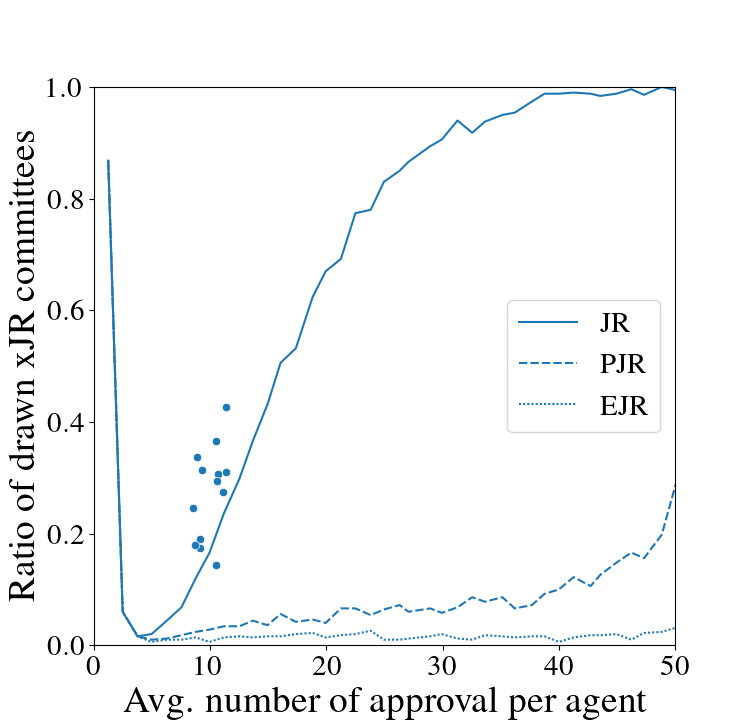 Ratio of drawn xJR committees
1.0
0.8
0.6
0.4
0.2
0.0
JR
PJR
EJR
0 10 20 30 40 50
Avg. number of approval per agent